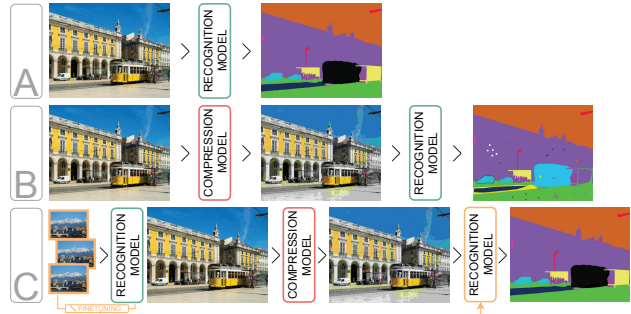 A
RECOGNITION
MODEL
B
COMPRESSION
MODEL
RECOGNITION
MODEL
C
FINETUNING
RECOGNITION
MODEL
COMPRESSION
MODEL
RECOGNITION
MODEL